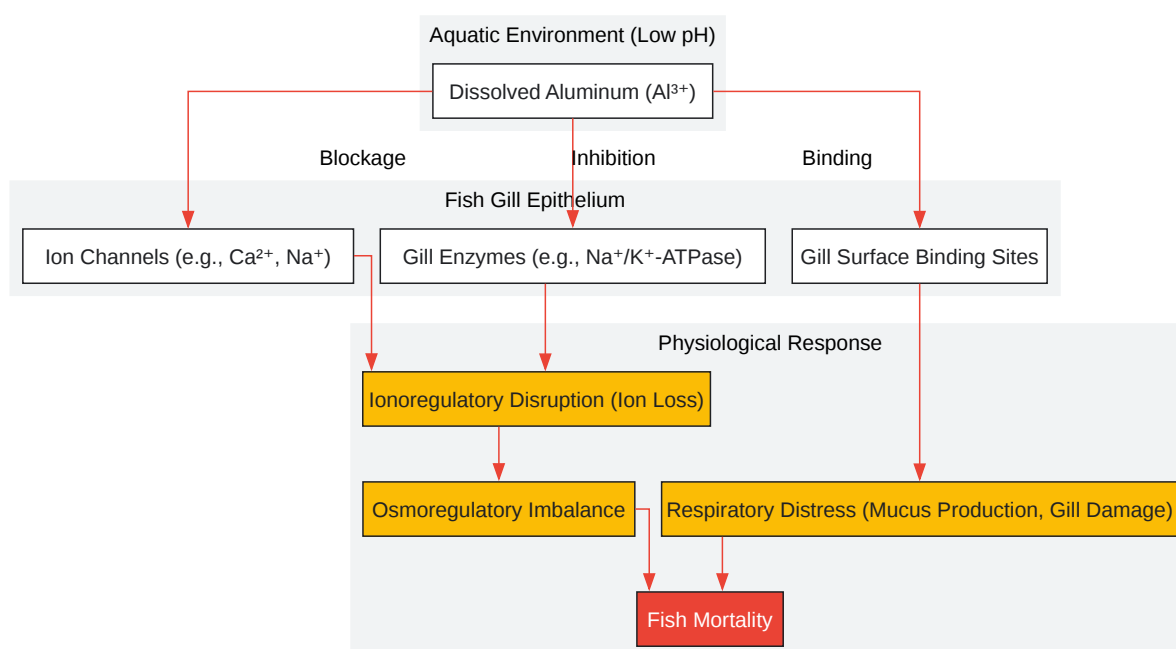 Aquatic Environment (Low pH)
Dissolved Aluminum (Al³⁺)
Blockage
Inhibition
Binding
Fish Gill Epithelium
Ion Channels (e.g., Ca²⁺, Na⁺)
Gill Enzymes (e.g., Na⁺/K⁺-ATPase)
Gill Surface Binding Sites
Physiological Response
Ionoregulatory Disruption (Ion Loss)
Osmoregulatory Imbalance
Respiratory Distress (Mucus Production, Gill Damage)
Fish Mortality